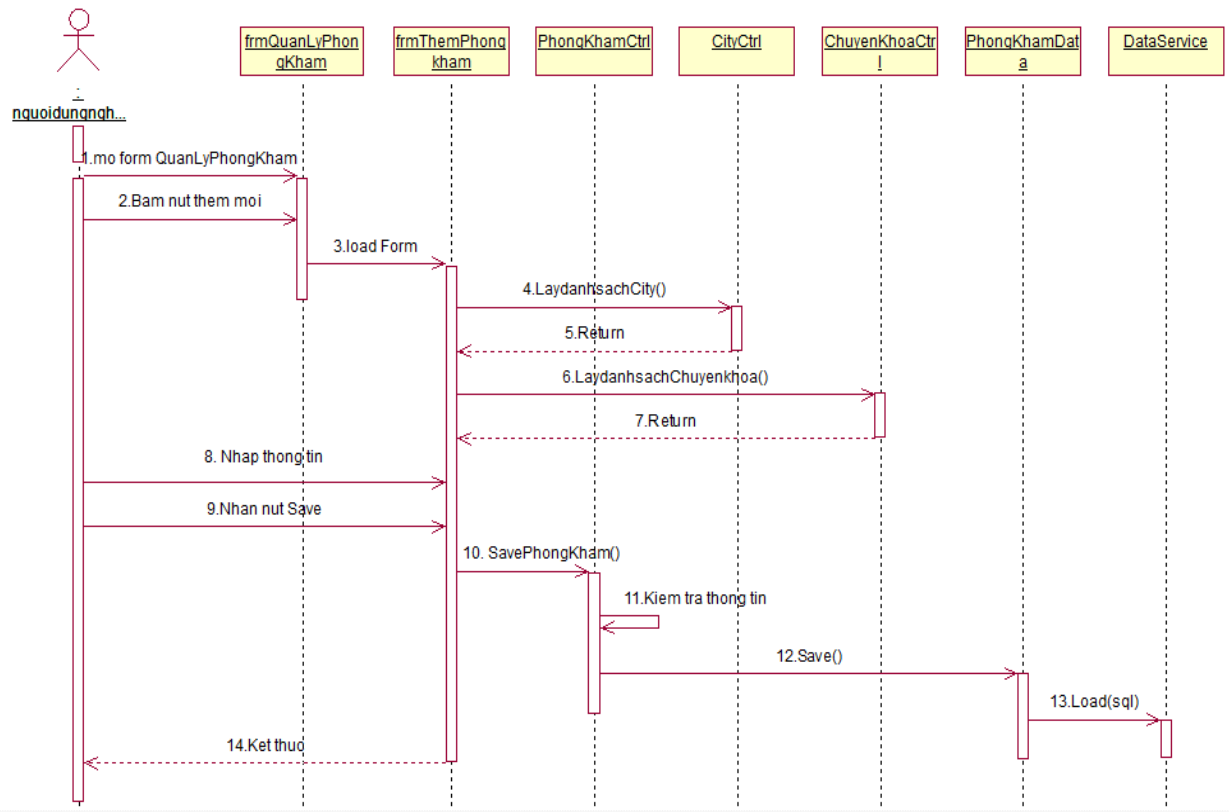 frmQuanLyPhon
gKham
frmThemPhong
kham
PhongKhamCtrl
CityCtrl
ChuyenKhoaCtr
l
PhongKhamDat
a
DataService
:
nguoidungngh...
1.mo form QuanLyPhongKham
2.Bam nut them moi
3.load Form
4.LaydanhsachCity()
5.Return
6.LaydanhsachChuyenkhoa()
7.Return
8. Nhap thong tin
9.Nhan nut Save
10. SavePhongKham()
11.Kiem tra thong tin
12.Save()
13.Load(sql)
14.Ket thuc